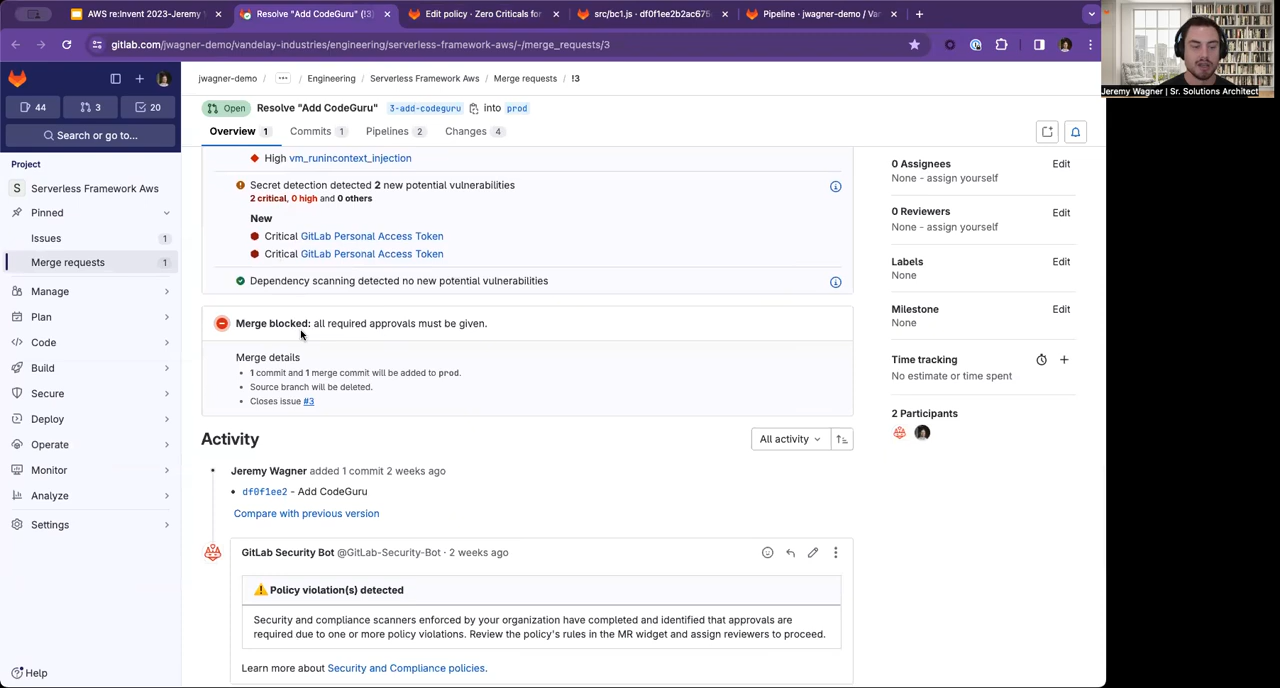 AWS re:Invent 2023-Jeremy V
Resolve "Add CodeGuru" (!3)
Edit policy · Zero Criticals for
src/bc1.js · df0f1ee2b2ac675
Pipeline · jwagner-demo / Van
gitlab.com/jwagner-demo/vandelay-industries/engineering/serverless-framework-aws/-/merge_requests/3
Jeremy Wagner | Sr. Solutions Architect
44
3
20
Search or go to...
Project
S Serverless Framework Aws
Pinned
Issues 1
Merge requests 1
Manage
Plan
Code
Build
Secure
Deploy
Operate
Monitor
Analyze
Settings
Help
jwagner-demo / ... / Engineering / Serverless Framework Aws / Merge requests / !3
Open Resolve "Add CodeGuru" 3-add-codeguru into prod
Overview 1 Commits 1 Pipelines 2 Changes 4
High vm_runincontext_injection
Secret detection detected 2 new potential vulnerabilities
2 critical, 0 high and 0 others
New
Critical GitLab Personal Access Token
Critical GitLab Personal Access Token
Dependency scanning detected no new potential vulnerabilities
Merge blocked: all required approvals must be given.
Merge details
• 1 commit and 1 merge commit will be added to prod.
• Source branch will be deleted.
• Closes issue #3
Activity
All activity
Jeremy Wagner added 1 commit 2 weeks ago
• df0f1ee2 - Add CodeGuru
Compare with previous version
GitLab Security Bot @GitLab-Security-Bot · 2 weeks ago
Policy violation(s) detected
Security and compliance scanners enforced by your organization have completed and identified that approvals are
required due to one or more policy violations. Review the policy's rules in the MR widget and assign reviewers to proceed.
Learn more about Security and Compliance policies.
0 Assignees Edit
None - assign yourself
0 Reviewers Edit
None - assign yourself
Labels Edit
None
Milestone Edit
None
Time tracking
No estimate or time spent
2 Participants